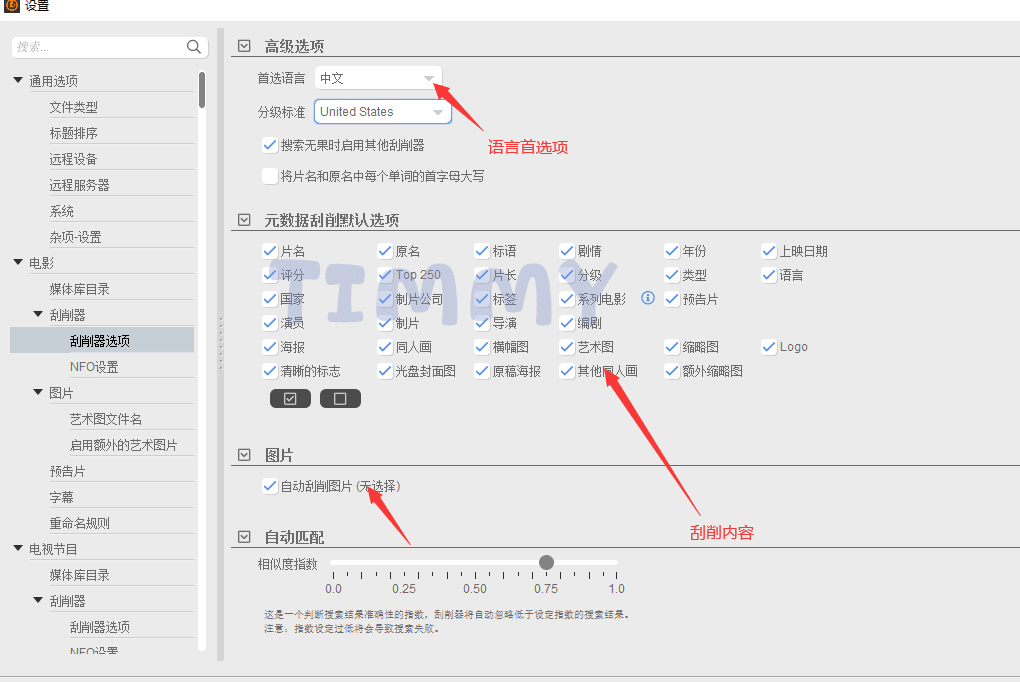 设置
搜索...
通用选项
文件类型
标题排序
远程设备
远程服务器
系统
杂项-设置
电影
媒体库目录
刮削器
刮削器选项
NFO设置
图片
艺术图文件名
启用额外的艺术图片
预告片
字幕
重命名规则
电视节目
媒体库目录
刮削器
刮削器选项
NFO设置
高级选项
首选语言 中文
分级标准 United States
语言首选项
搜索无果时启用其他刮削器
将片名和原名中每个单词的首字母大写
元数据刮削默认选项
片名 原名 标语 剧情 年份 上映日期
评分 Top 250 片长 分级 类型 语言
国家 制片公司 标签 系列电影 预告片
演员 制片 导演 编剧
海报 同人画 横幅图 艺术图 缩略图 Logo
清晰的标志 光盘封面图 原稿海报 其他同人画 额外缩略图
TIMMY
图片
自动刮削图片 (无选择)
刮削内容
自动匹配
相似度指数
0.0 0.25 0.50 0.75 1.0
这是一个判断搜索结果准确性的指数，刮削器将自动忽略低于设定指数的搜索结果。
注意：指数设定过低将会导致搜索失败。